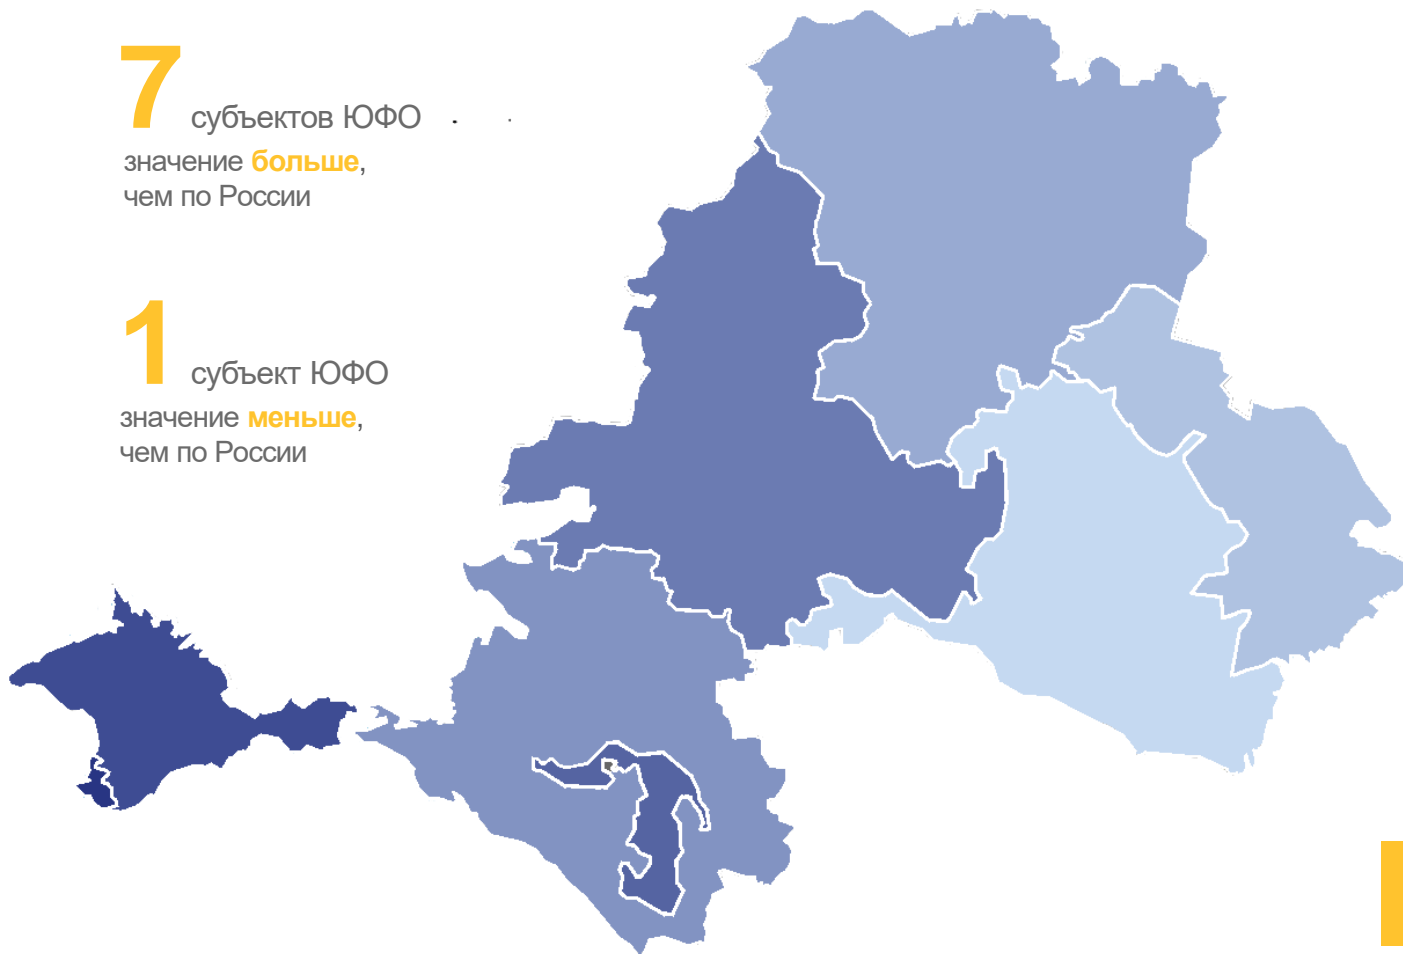 7 субъектов ЮФО
значение больше,
чем по России
1 субъект ЮФО
значение меньше,
чем по России